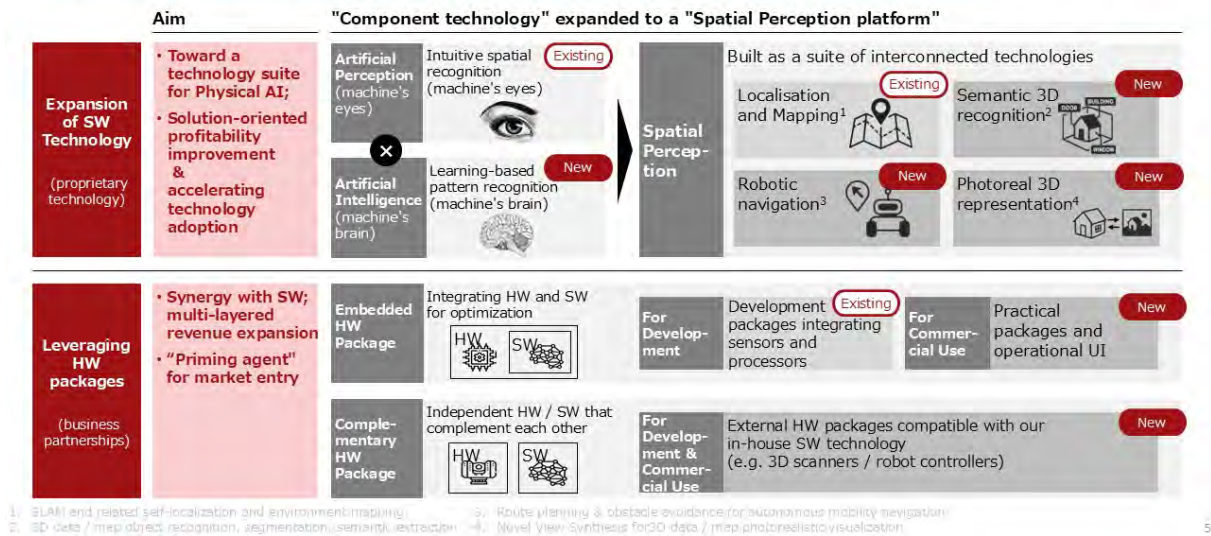 Aim
"Component technology" expanded to a "Spatial Perception platform"
Expansion
of SW
Technology
(proprietary
technology)
• Toward a
technology suite
for Physical AI;
• Solution-oriented
profitability
improvement
&
accelerating
technology
adoption
Artificial
Perception
(machine's
eyes)
Intuitive spatial
recognition
(machine's eyes)
Existing
×
Artificial
Intelligence
(machine's
brain)
Learning-based
pattern recognition
(machine's brain)
New
Spatial
Percep-
tion
Built as a suite of interconnected technologies
Localisation
and Mapping1
Existing
Semantic 3D
recognition2
New
DOOR
BUILDING
WINDOW
Robotic
navigation3
New
Photoreal 3D
representation4
New
Leveraging
HW
packages
(business
partnerships)
• Synergy with SW;
multi-layered
revenue expansion
• "Priming agent"
for market entry
Embedded
HW
Package
Integrating HW and SW
for optimization
HW
SW
For
Develop-
ment
Development
packages integrating
sensors and
processors
Existing
For
Commer-
cial Use
Practical
packages and
operational UI
New
Comple-
mentary
HW
Package
Independent HW / SW that
complement each other
HW
SW
For
Develop-
ment &
Commer-
cial Use
External HW packages compatible with our
in-house SW technology
(e.g. 3D scanners / robot controllers)
New
1. SLAM and related self-localization and environment mapping
2. 3D data / map object recognition, segmentation, semantic extraction
3. Route planning & obstacle avoidance for autonomous mobility navigation
4. Novel View Synthesis for3D data / map photorealistic visualization
5